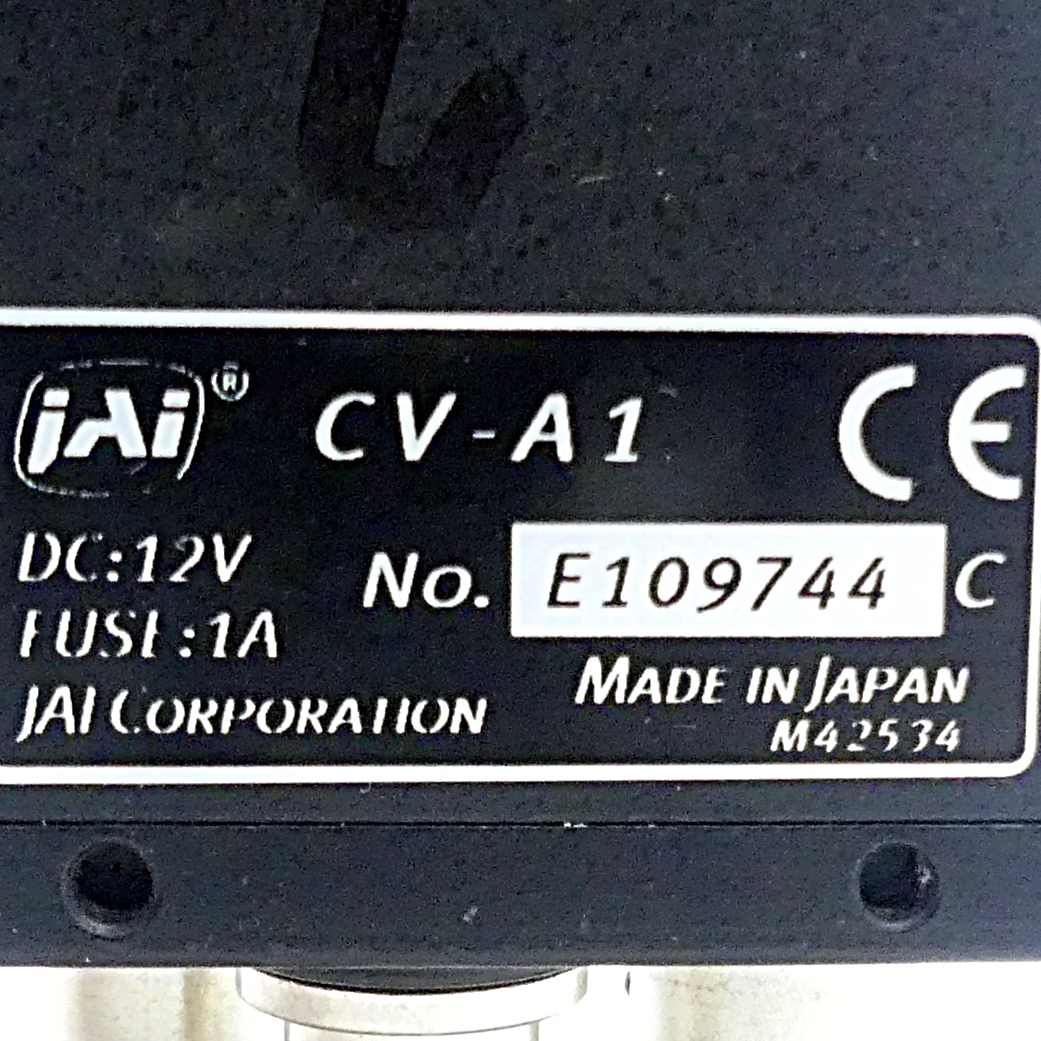 JAi® CV-A1 CE
DC:12V
No. E109744 C
FUSE:1A
MADE IN JAPAN
JAI CORPORATION
M42534